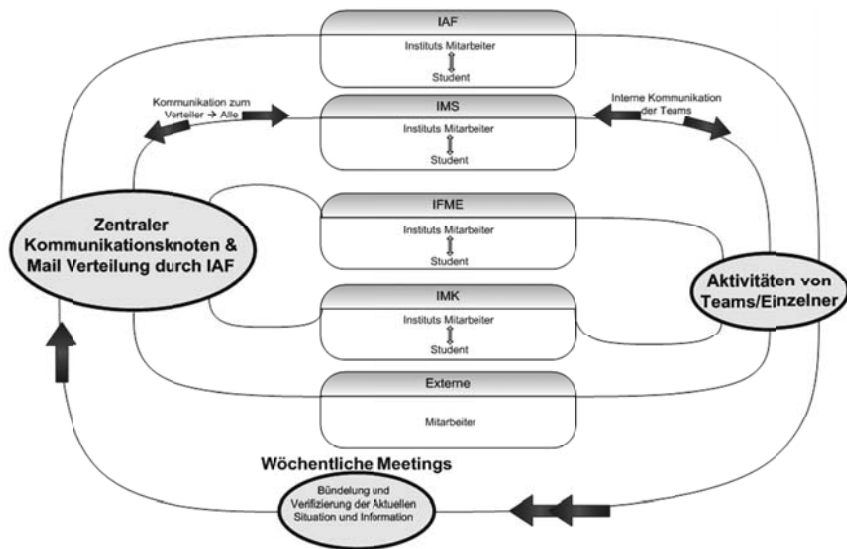 IAF
Instituts Mitarbeiter
Student
Kommunikation zum
Verteiler → Alle
IMS
Instituts Mitarbeiter
Student
Interne Kommunikation
der Teams
IFME
Instituts Mitarbeiter
Student
Zentraler
Kommunikationsknoten &
Mail Verteilung durch IAF
IMK
Instituts Mitarbeiter
Student
Aktivitäten von
Teams/Einzelner
Externe
Mitarbeiter
Wöchentliche Meetings
Bündelung und
Verifizierung der Aktuellen
Situation und Information